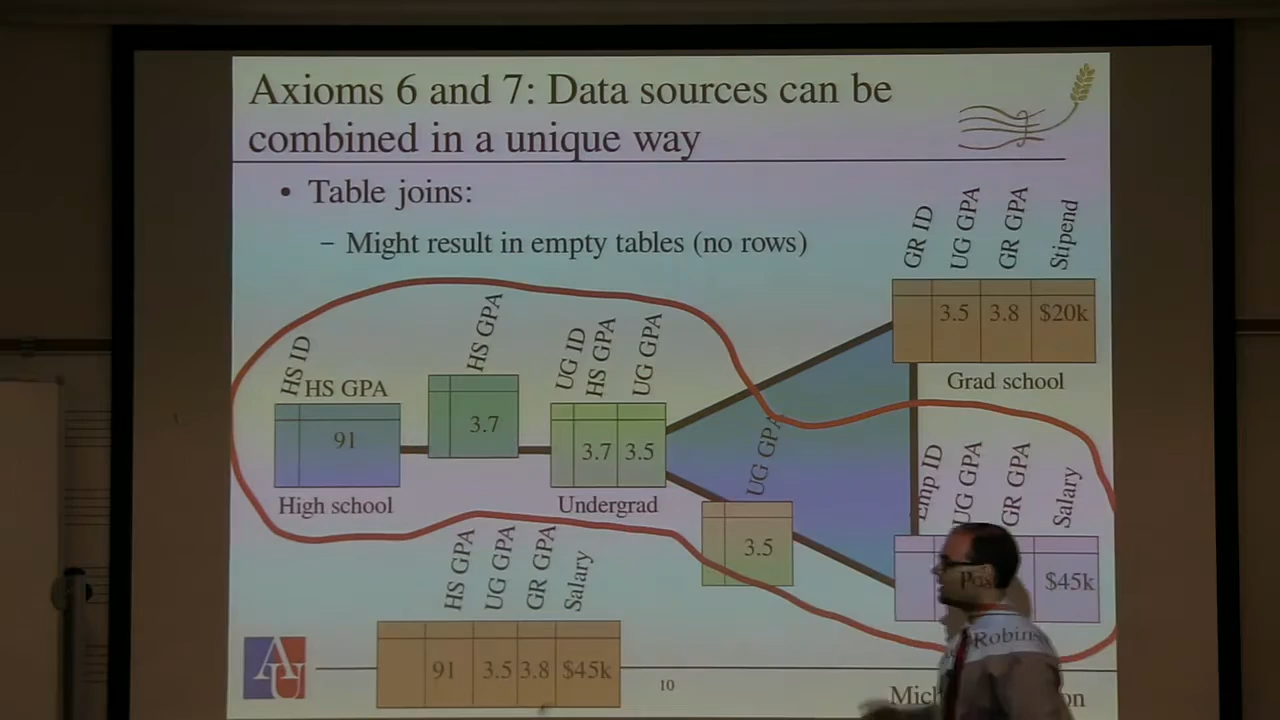 Axioms 6 and 7: Data sources can be
combined in a unique way
• Table joins:
– Might result in empty tables (no rows)
GR ID
UG GPA
GR GPA
Stipend
3.5 3.8 $20k
Grad school
HS ID
HS GPA
91
High school
HS GPA
3.7
UG ID
HS GPA
UG GPA
3.7 3.5
Undergrad
UG GPA
3.5
Emp ID
UG GPA
GR GPA
Salary
$45k
HS GPA
UG GPA
GR GPA
Salary
91 3.5 3.8 $45k
AU
10